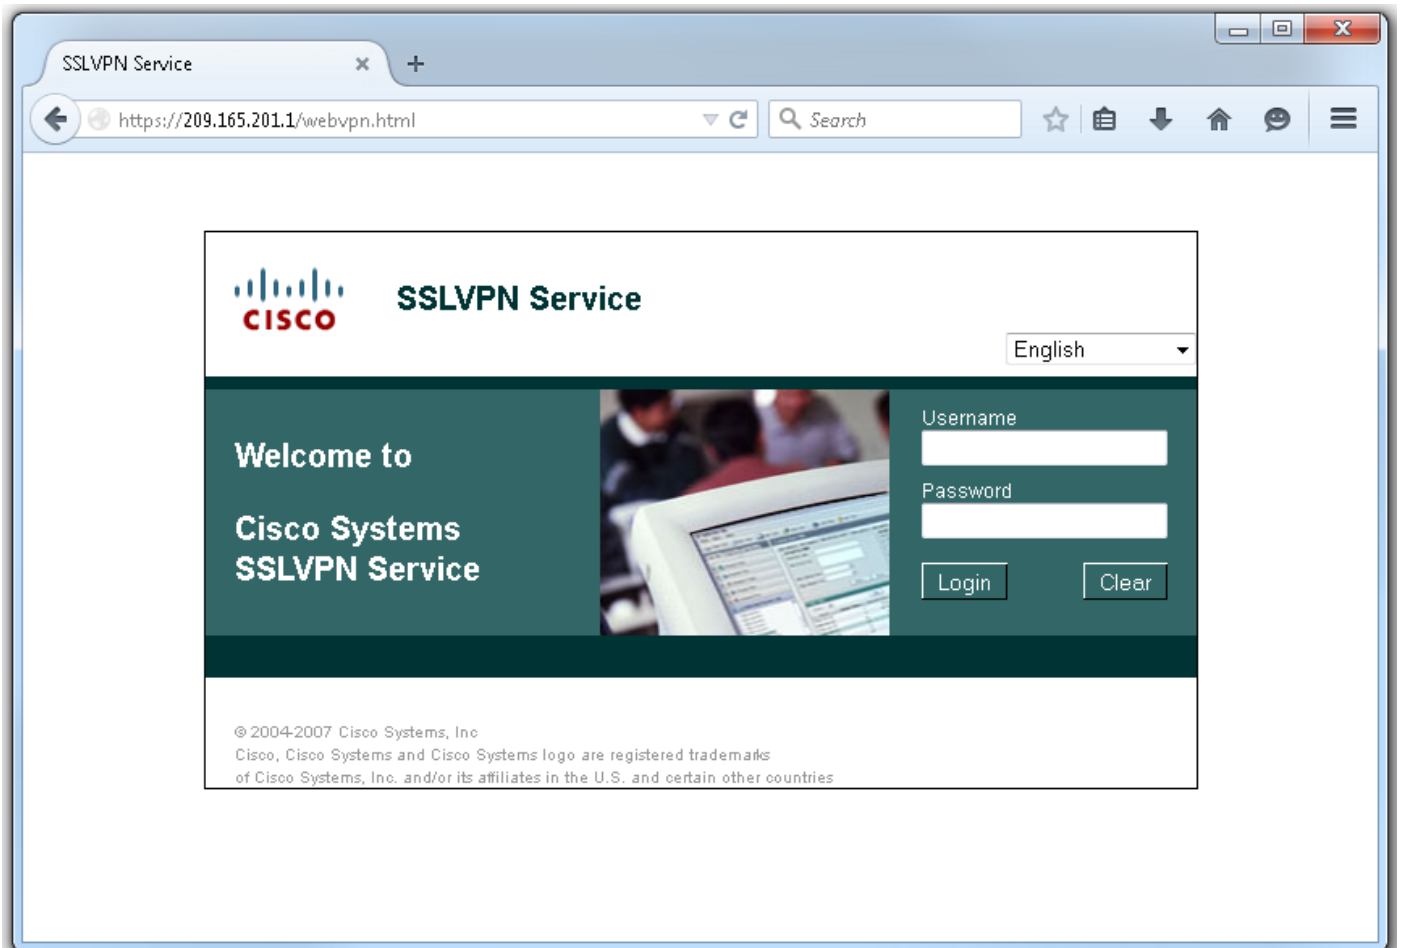 SSLVPN Service
https://209.165.201.1/webvpn.html
Search
CISCO
SSLVPN Service
English
Welcome to
Cisco Systems
SSLVPN Service
Username
Password
Login
Clear
© 2004-2007 Cisco Systems, Inc
Cisco, Cisco Systems and Cisco Systems logo are registered trademarks
of Cisco Systems, Inc. and/or its affiliates in the U.S. and certain other countries